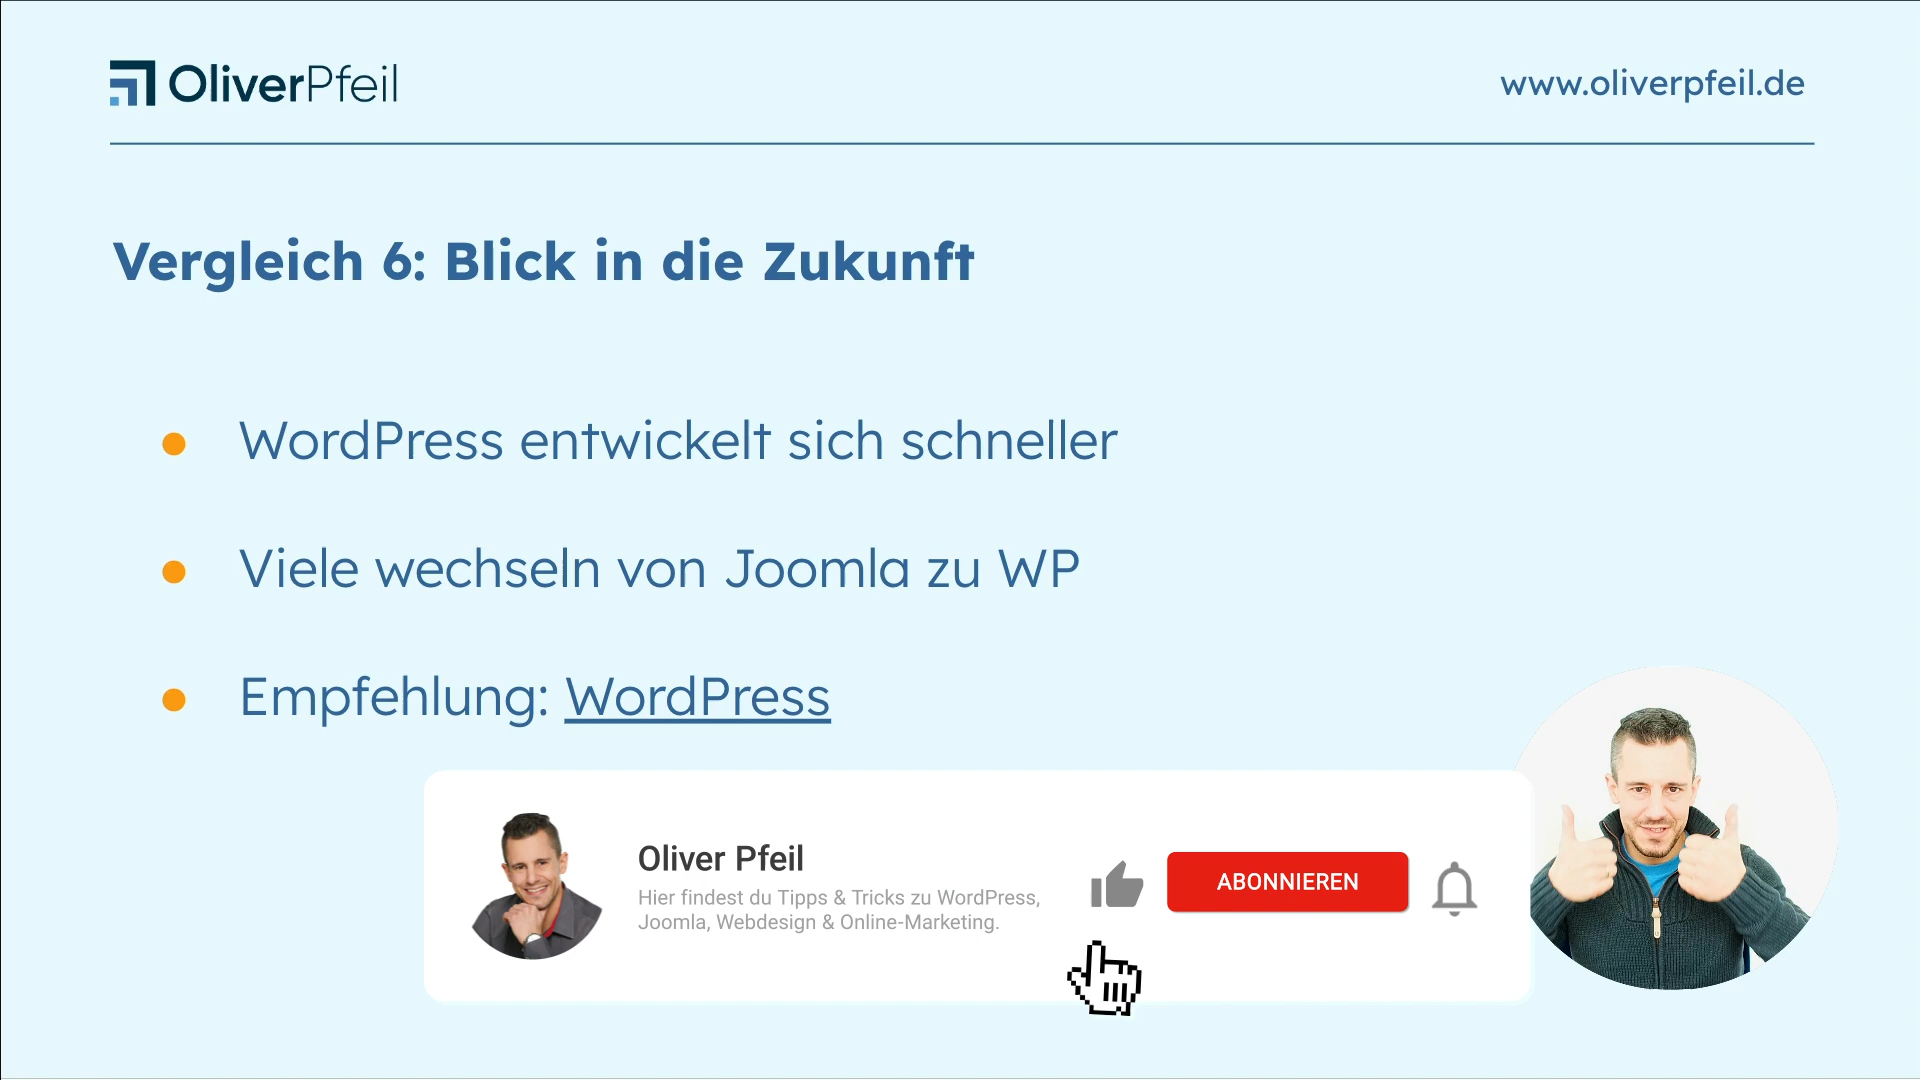 OliverPfeil
www.oliverpfeil.de
Vergleich 6: Blick in die Zukunft
WordPress entwickelt sich schneller
Viele wechseln von Joomla zu WP
Empfehlung: WordPress
Oliver Pfeil
Hier findest du Tipps & Tricks zu WordPress,
Joomla, Webdesign & Online-Marketing.
ABONNIEREN